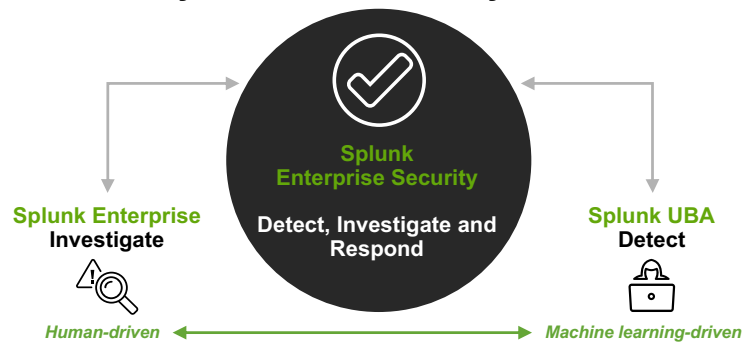 Splunk
Enterprise Security
Detect, Investigate and
Respond
Splunk Enterprise
Investigate
Splunk UBA
Detect
Human-driven
Machine learning-driven